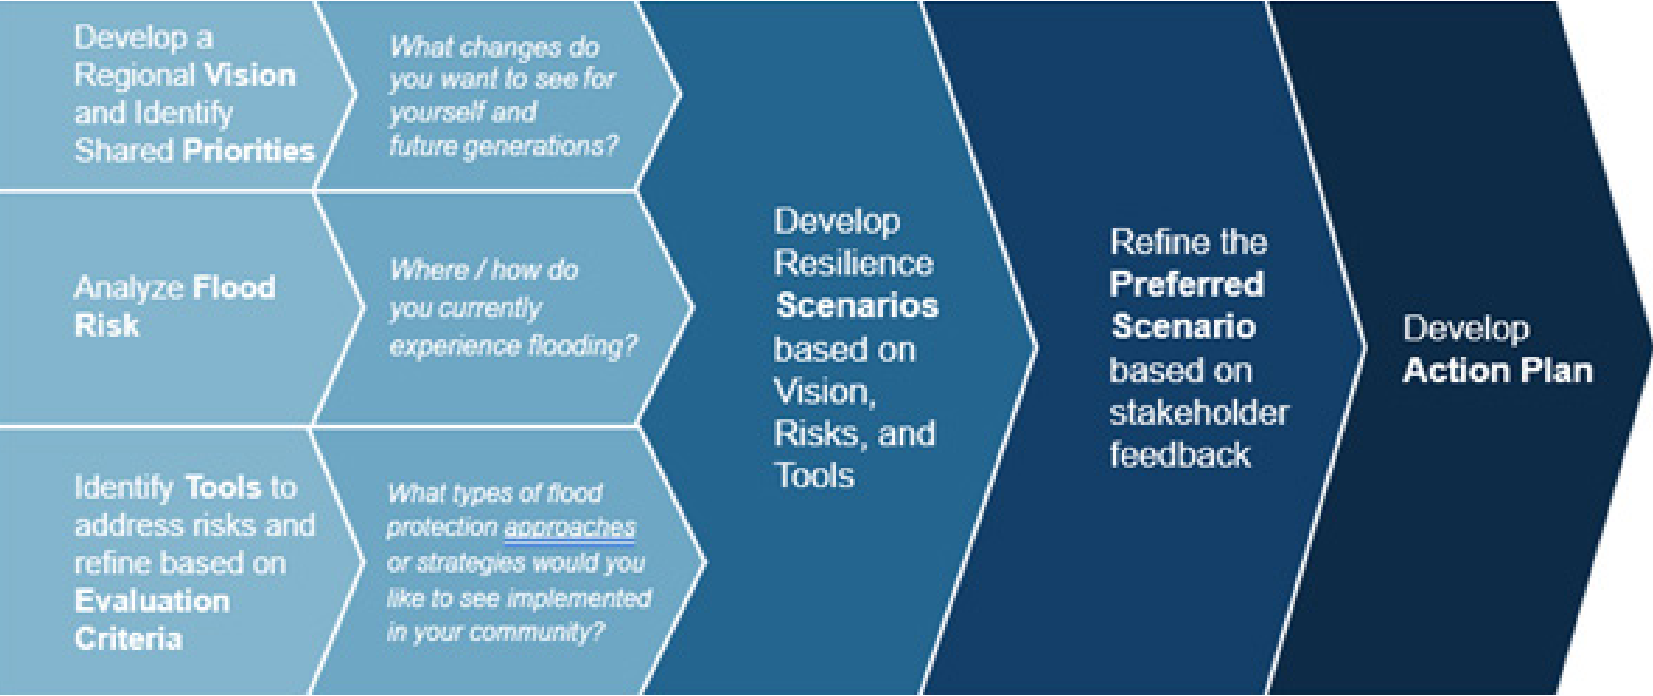 Develop a
Regional Vision
and Identify
Shared Priorities
What changes do
you want to see for
yourself and
future generations?
Analyze Flood
Risk
Where / how do
you currently
experience flooding?
Identify Tools to
address risks and
refine based on
Evaluation
Criteria
What types of flood
protection approaches
or strategies would you
like to see implemented
in your community?
Develop
Resilience
Scenarios
based on
Vision,
Risks, and
Tools
Refine the
Preferred
Scenario
based on
stakeholder
feedback
Develop
Action Plan